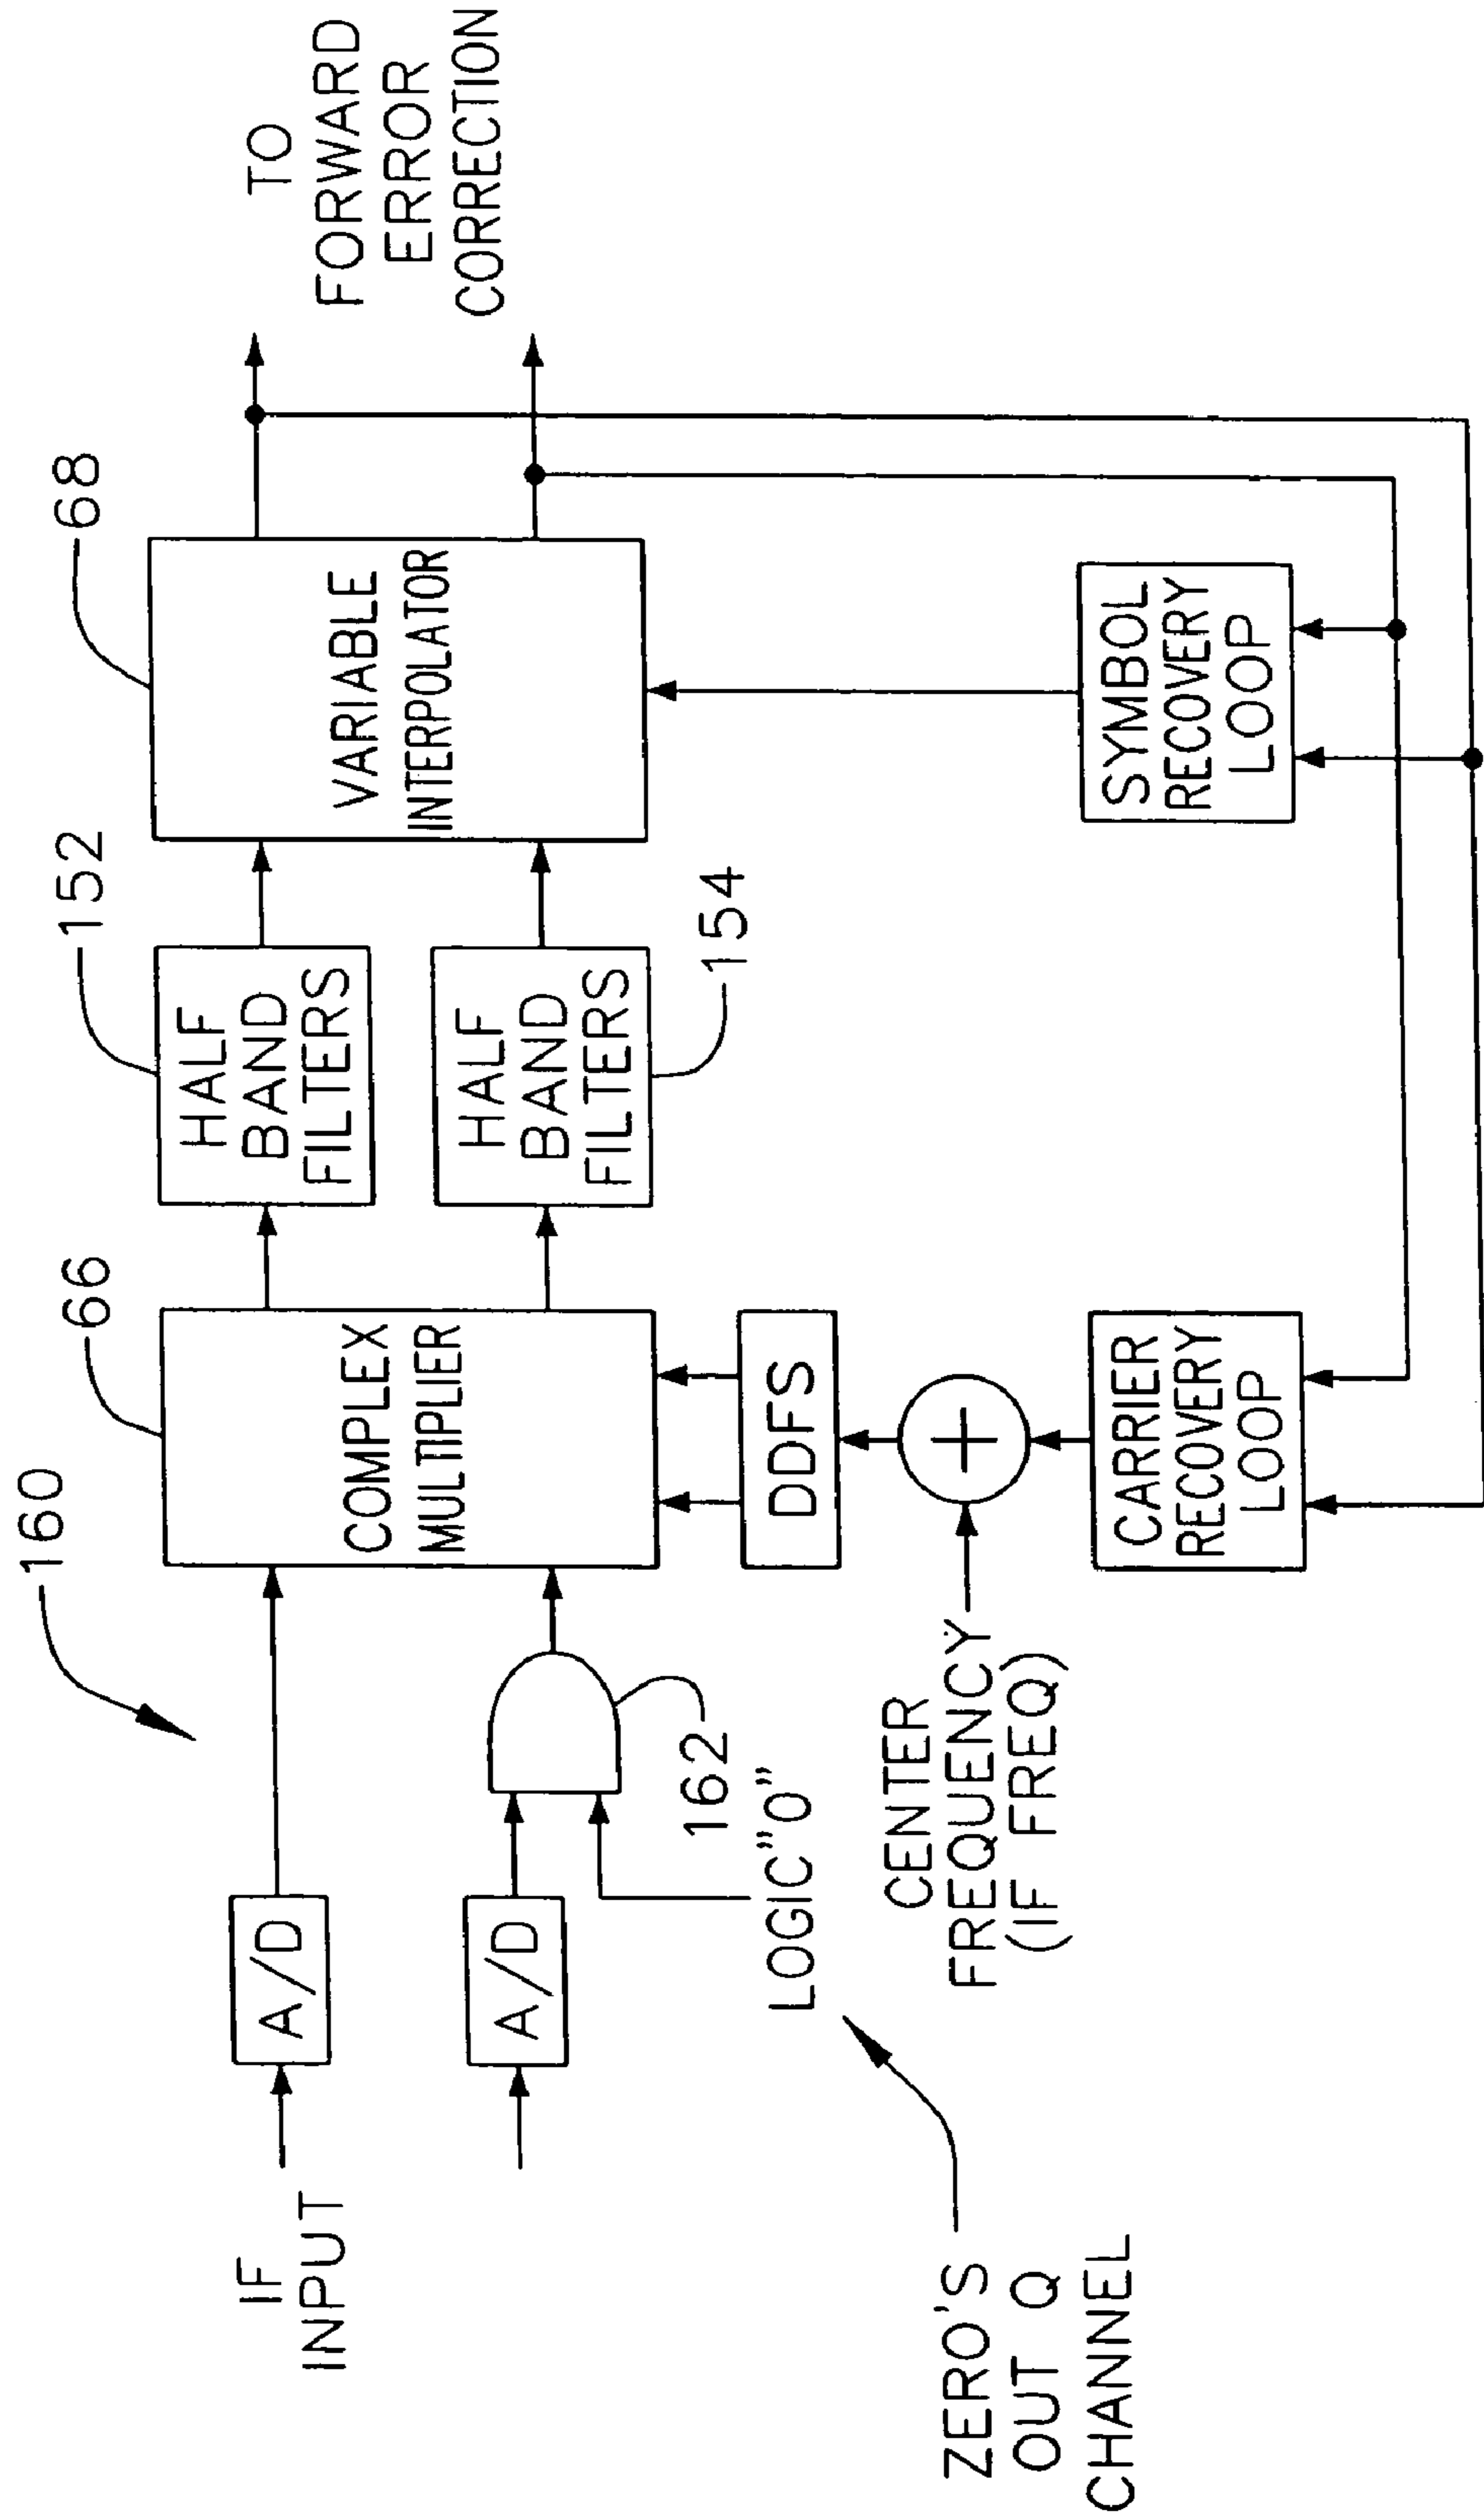 160
66
152
68
IF
INPUT
A/D
COMPLEX
MULTIPLIER
HALF
BAND
FILTERS
VARIABLE
INTERPOLATOR
TO
FORWARD
ERROR
CORRECTION
A/D
HALF
BAND
FILTERS
162
154
LOGIC"0"
DDFS
CENTER
FREQUENCY
(IF FREQ)
+
ZERO'S
OUT Q
CHANNEL
CARRIER
RECOVERY
LOOP
SYMBOL
RECOVERY
LOOP